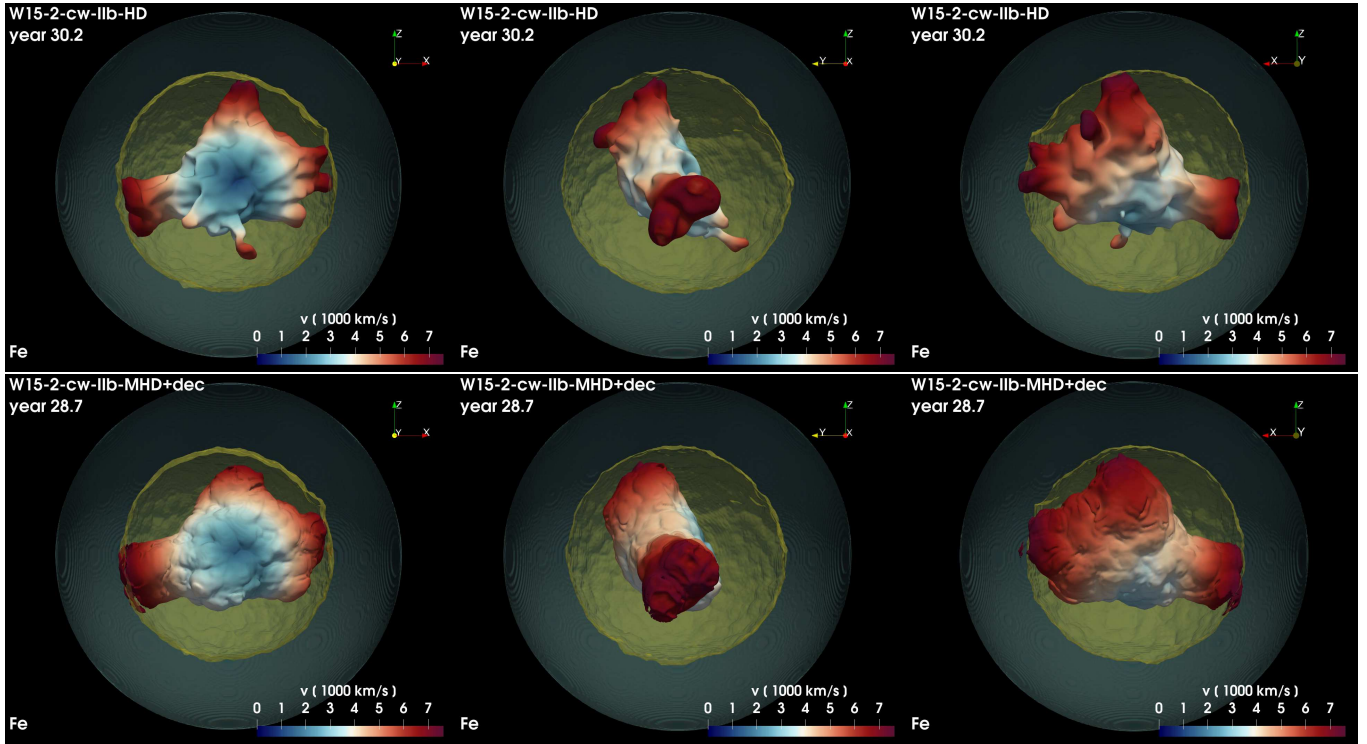 W15-2-cw-IIb-HD
year 30.2
Z
Y X
v ( 1000 km/s )
0 1 2 3 4 5 6 7
Fe
W15-2-cw-IIb-HD
year 30.2
Z
Y X
v ( 1000 km/s )
0 1 2 3 4 5 6 7
Fe
W15-2-cw-IIb-HD
year 30.2
Z
X Y
v ( 1000 km/s )
0 1 2 3 4 5 6 7
Fe
W15-2-cw-IIb-MHD+dec
year 28.7
Z
Y X
v ( 1000 km/s )
0 1 2 3 4 5 6 7
Fe
W15-2-cw-IIb-MHD+dec
year 28.7
Z
Y X
v ( 1000 km/s )
0 1 2 3 4 5 6 7
Fe
W15-2-cw-IIb-MHD+dec
year 28.7
Z
X Y
v ( 1000 km/s )
0 1 2 3 4 5 6 7
Fe